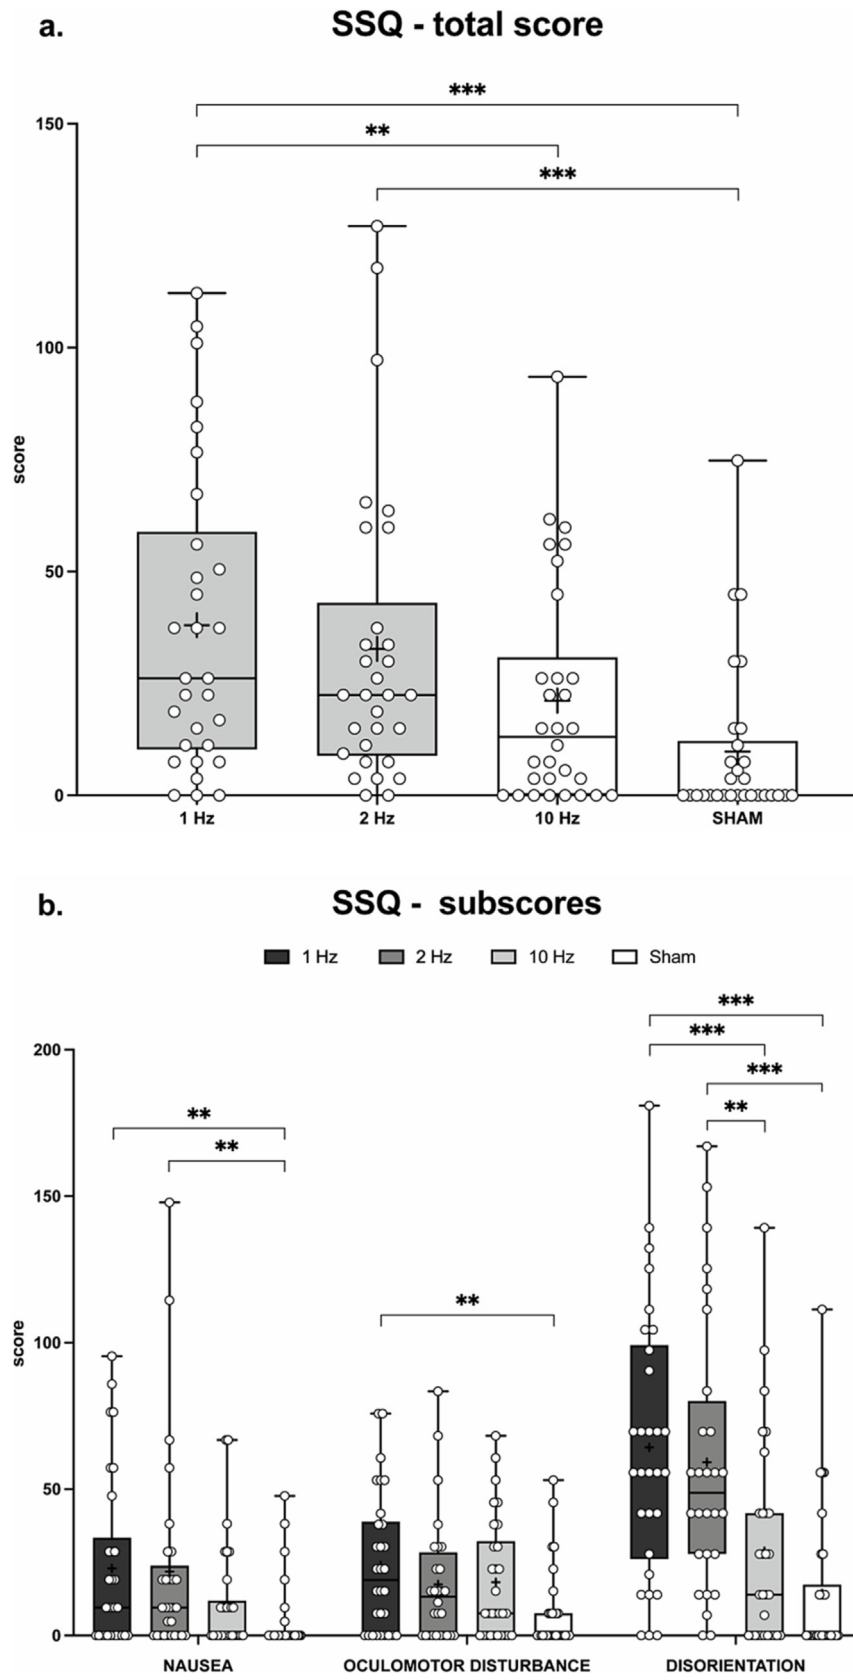 a.
SSQ - total score
***
**
***
150
100
50
0
score
1 Hz
2 Hz
10 Hz
SHAM
b.
SSQ - subscores
1 Hz
2 Hz
10 Hz
Sham
***
***
***
**
**
**
**
200
150
100
50
0
score
NAUSEA
OCULOMOTOR DISTURBANCE
DISORIENTATION